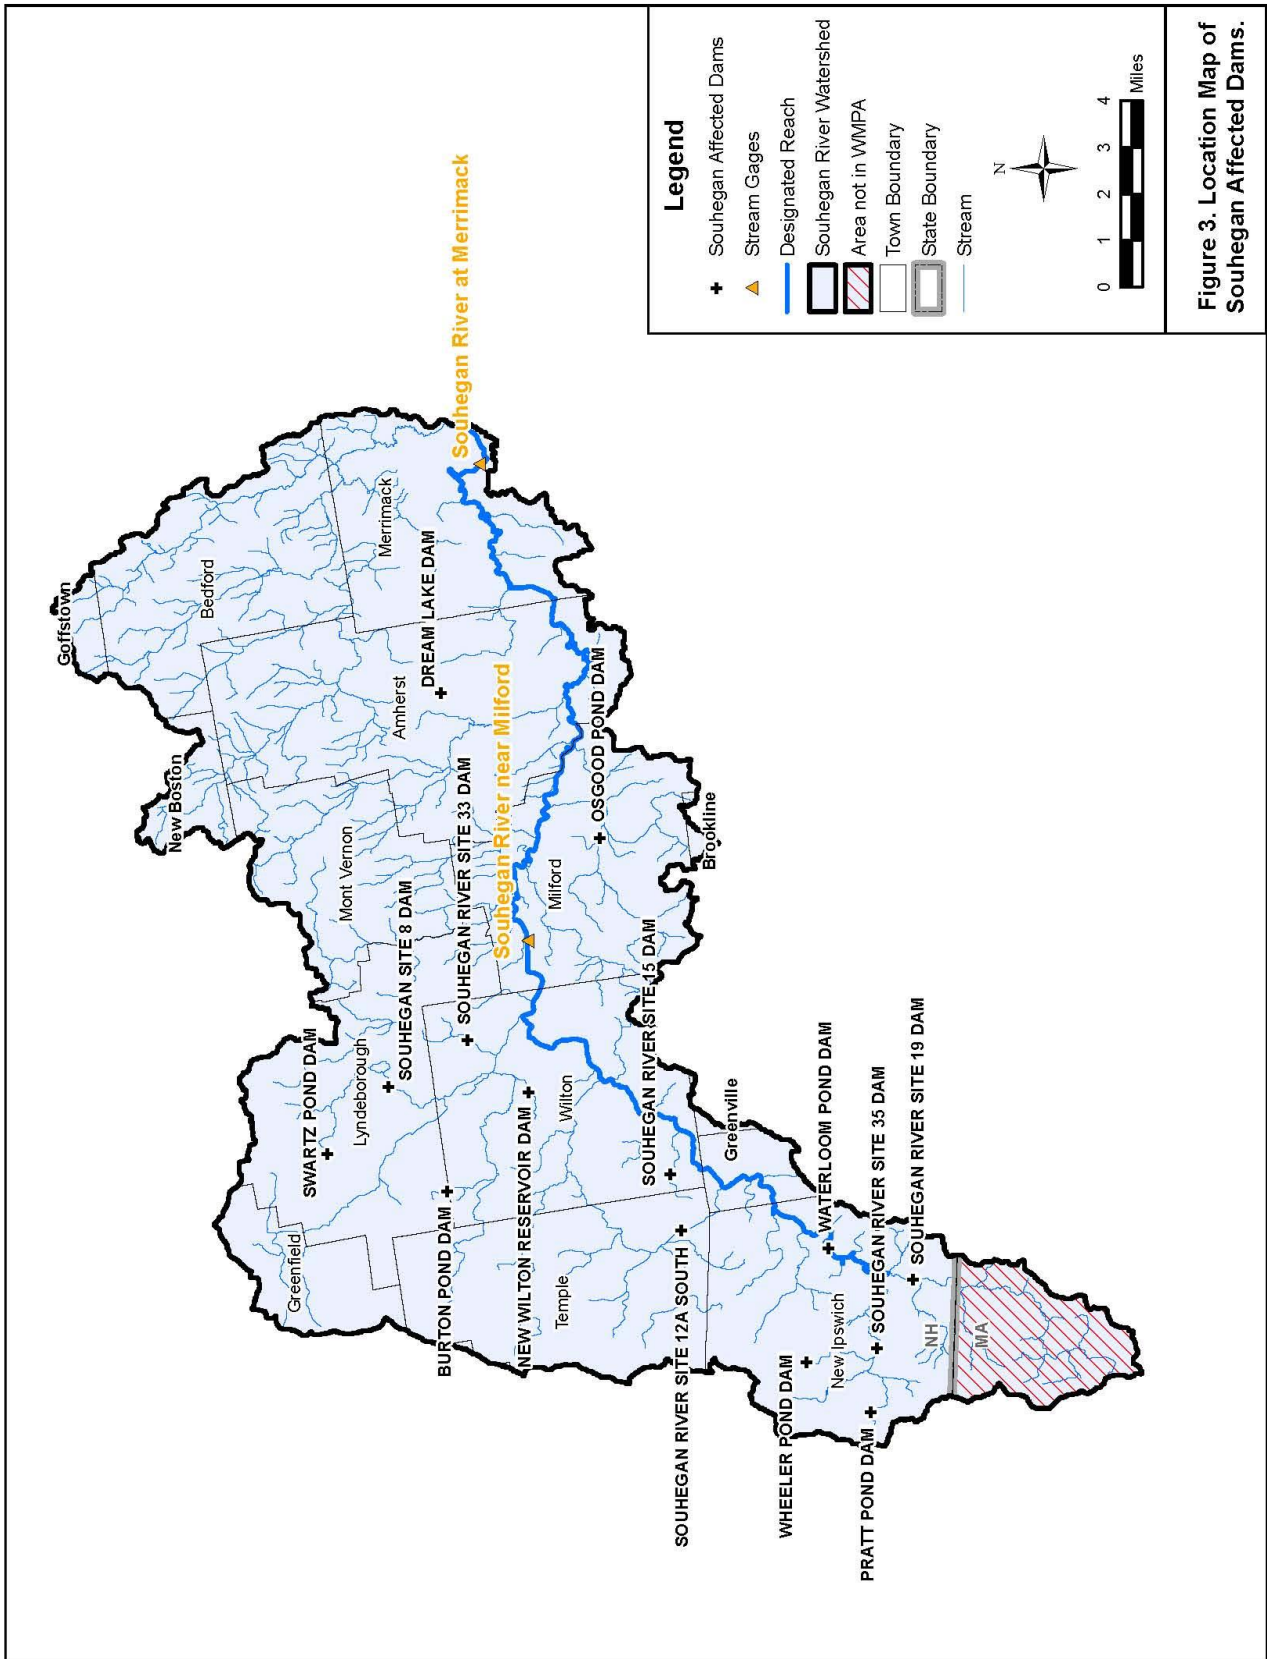 Goffstown
New Boston
Bedford
SWARTZ POND DAM
Greenfield
Lyndeborough
Mont Vernon
Merrimack
SOUHEGAN SITE 8 DAM
Amherst
DREAM LAKE DAM
BURTON POND DAM
SOUHEGAN RIVER SITE 33 DAM
Souhegan River at Merrimack
Souhegan River near Milford
NEW WILTON RESERVOIR DAM
Temple
Wilton
Milford
OSGOOD POND DAM
SOUHEGAN RIVER SITE 15 DAM
SOUHEGAN RIVER SITE 12A SOUTH
Brookline
Greenville
WHEELER POND DAM
WATERLOOM POND DAM
New Ipswich
PRATT POND DAM
SOUHEGAN RIVER SITE 35 DAM
SOUHEGAN RIVER SITE 19 DAM
NH
MA
Legend
Souhegan Affected Dams
Stream Gages
Designated Reach
Souhegan River Watershed
Area not in WMPA
Town Boundary
State Boundary
Stream
N
0 1 2 3 4
Miles
Figure 3. Location Map of
Souhegan Affected Dams.